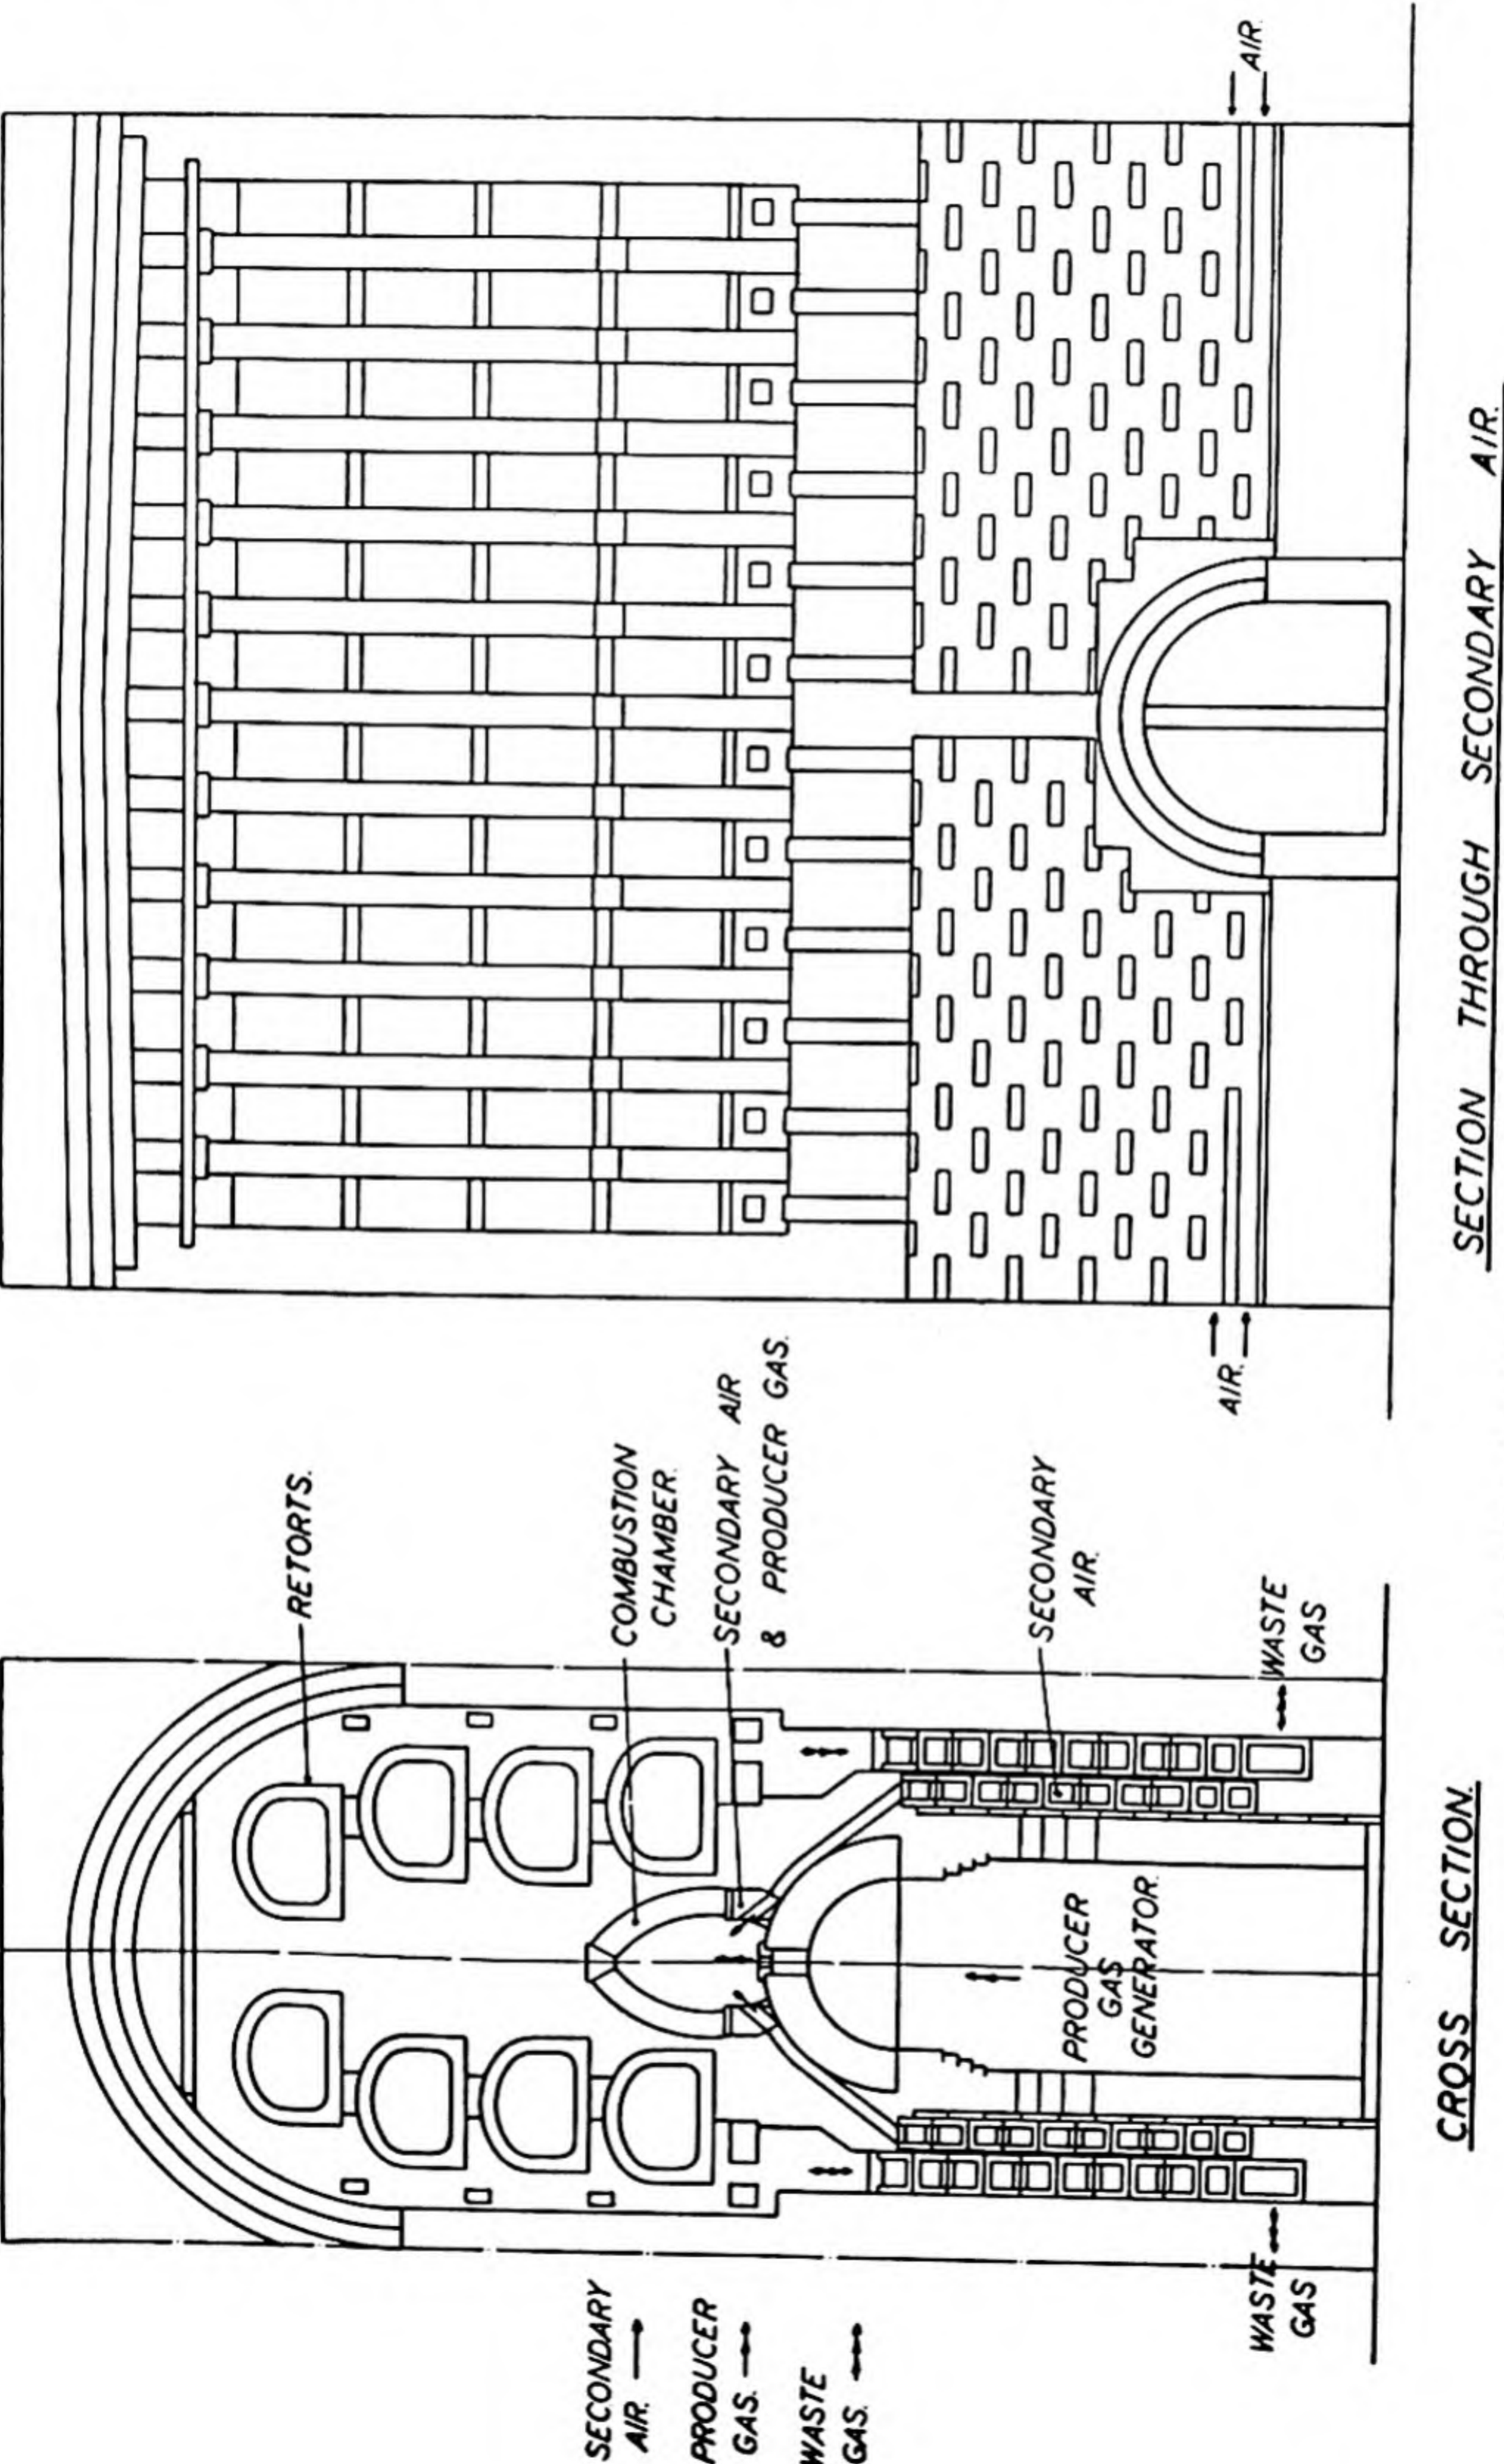 SECONDARY
AIR.
PRODUCER
GAS.
WASTE
GAS.
RETORTS.
COMBUSTION
CHAMBER.
SECONDARY AIR
& PRODUCER GAS.
SECONDARY
AIR.
PRODUCER
GAS
GENERATOR.
WASTE
GAS
WASTE
GAS
CROSS SECTION.
AIR.
AIR.
SECTION THROUGH SECONDARY AIR.